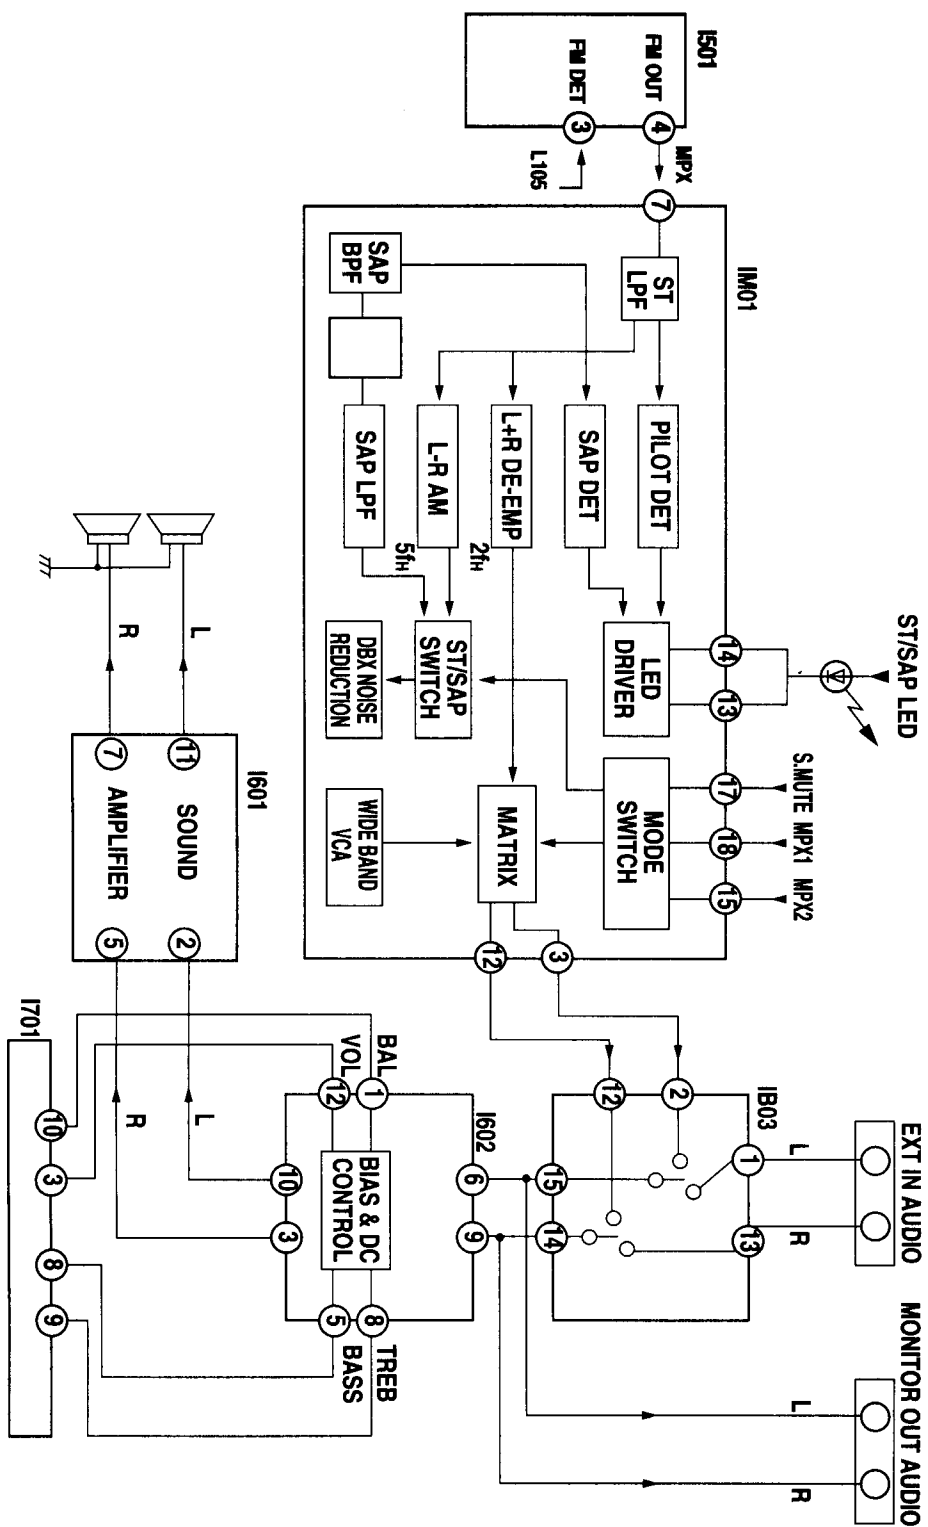 I501
FM OUT
FM DET
4
3
MPX
L105
IM01
7
ST
LPF
SAP
BPF
PILOT DET
SAP DET
L+R DE-EMP
L-R AM
SAP LPF
2fH
5fH
LED
DRIVER
ST/SAP
SWITCH
DBX NOISE
REDUCTION
MODE
SWITCH
MATRIX
WIDE BAND
VCA
14
13
17
18
15
ST/SAP LED
S.MUTE
MPX1
MPX2
12
3
IB03
2
12
1
13
15
14
EXT IN AUDIO
L
R
MONITOR OUT AUDIO
L
R
I602
6
9
BAL
VOL
1
12
BIAS & DC
CONTROL
10
3
8
5
TREB
BASS
L
R
I601
11
7
SOUND
AMPLIFIER
2
5
L
R
I701
10
3
8
9